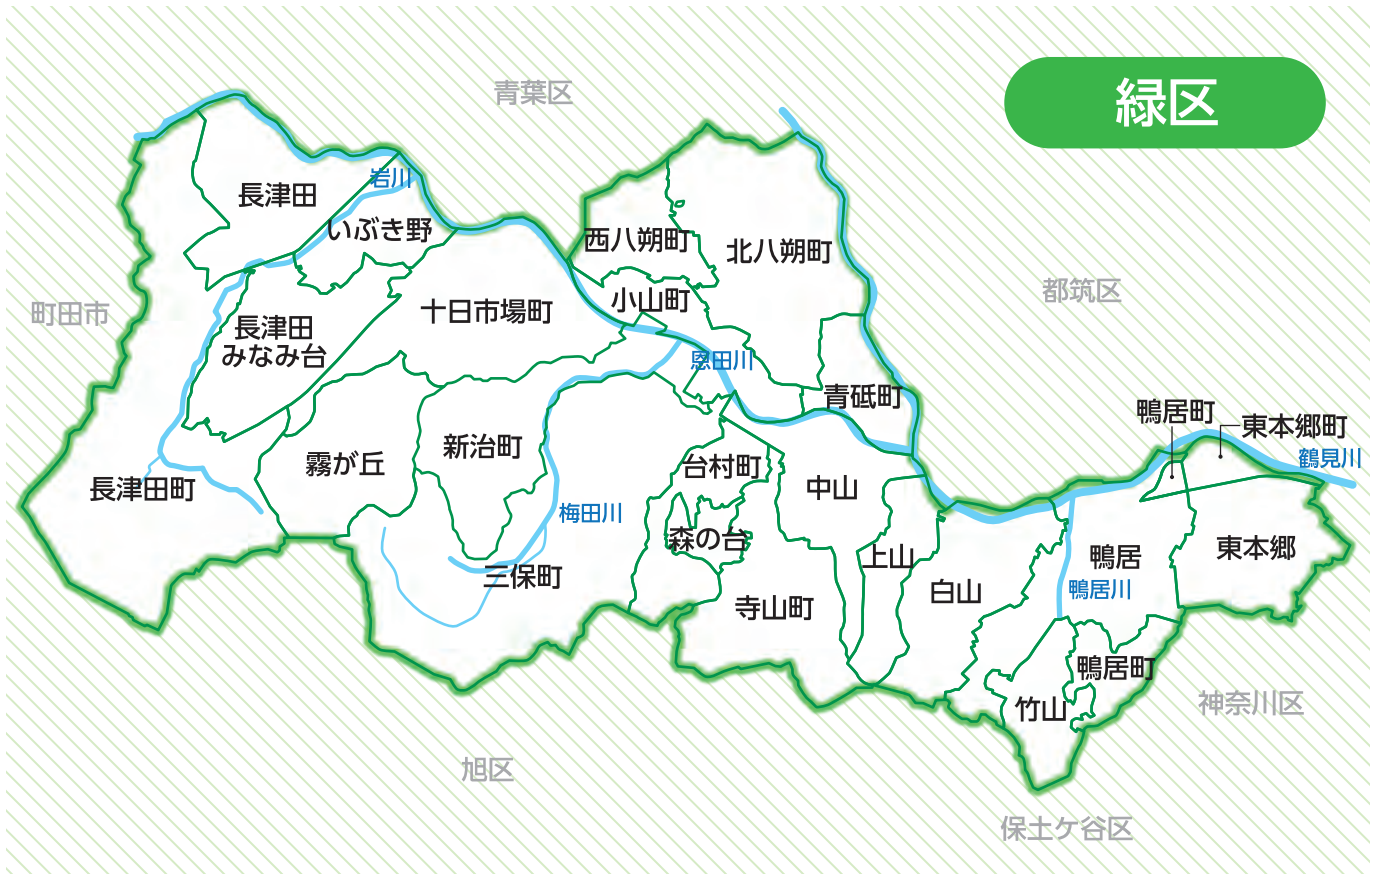 緑区
青葉区
長津田
岩川
いぶき野
西八朔町
北八朔町
都筑区
町田市
小山町
十日市場町
長津田
みなみ台
恩田川
青砥町
鴨居町
東本郷町
鶴見川
新治町
霧が丘
台村町
長津田町
中山
梅田川
森の台
上山
鴨居
東本郷
三保町
白山
鴨居川
寺山町
鴨居町
竹山
神奈川区
旭区
保土ケ谷区